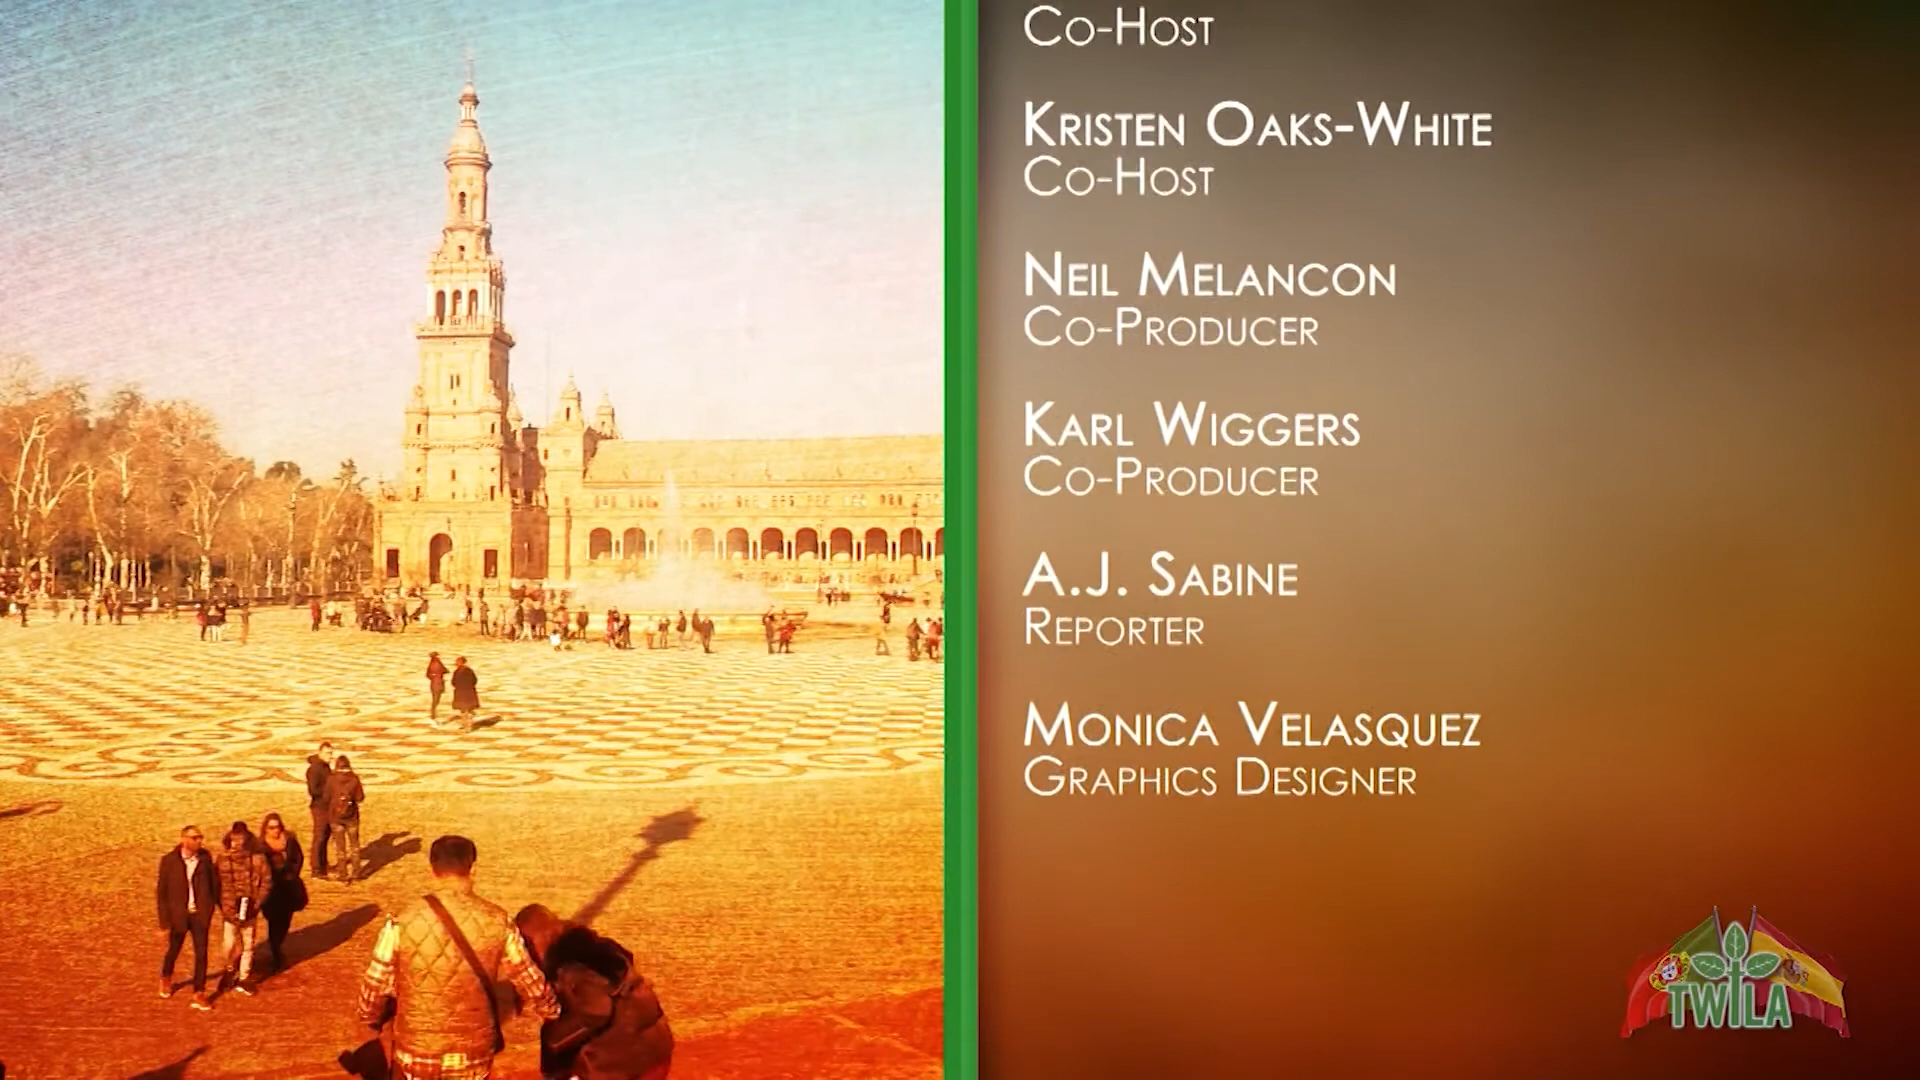 Co-Host
Kristen Oaks-White
Co-Host
Neil Melancon
Co-Producer
Karl Wiggers
Co-Producer
A.J. Sabine
Reporter
Monica Velasquez
Graphics Designer
TWILA